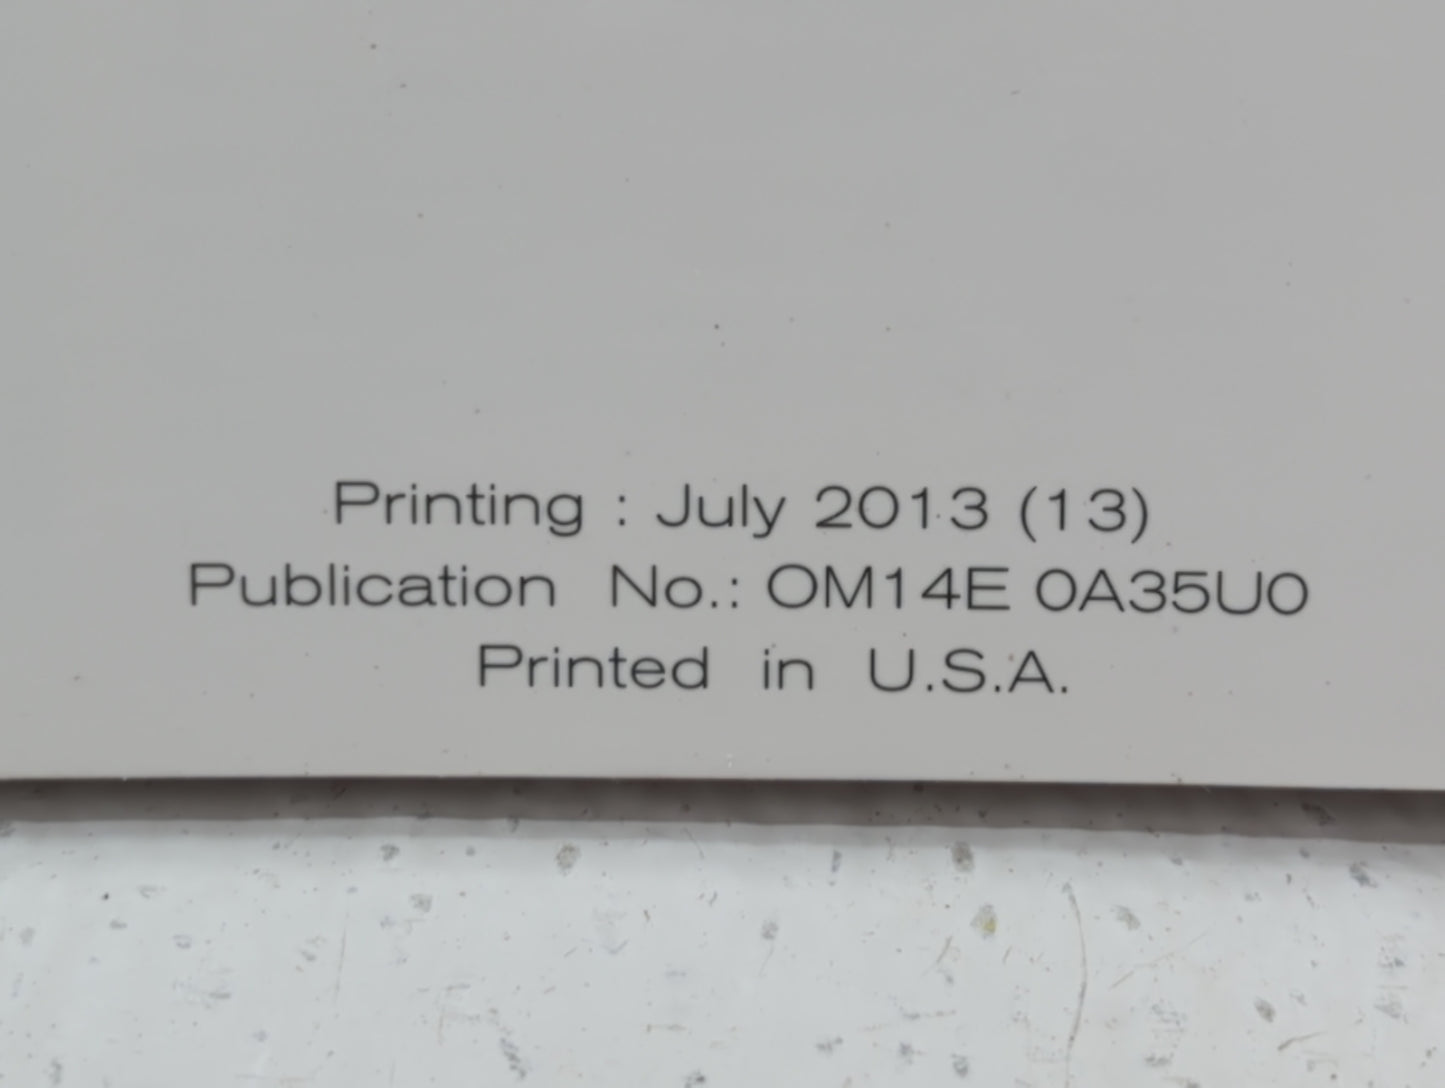 Printing : July 2013 (13)
Publication No.: OM14E 0A35U0
Printed in U.S.A.